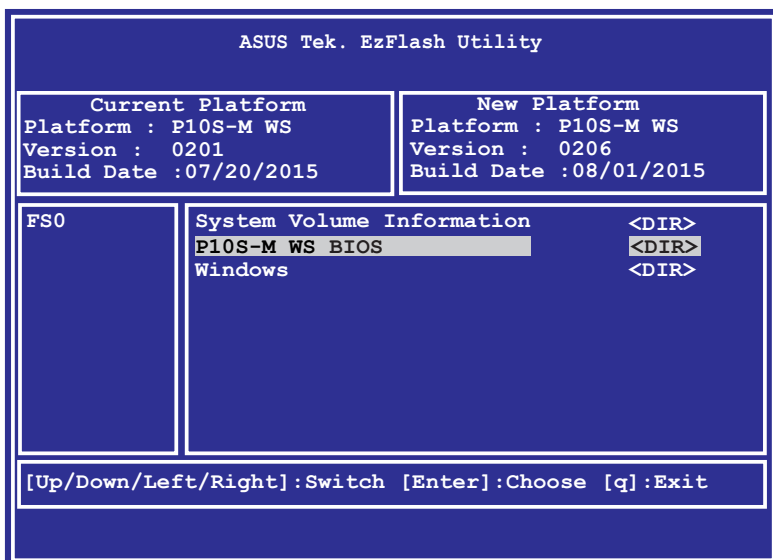 ASUS Tek. EzFlash Utility
Current Platform
Platform : P10S-M WS
Version : 0201
Build Date :07/20/2015
New Platform
Platform : P10S-M WS
Version : 0206
Build Date :08/01/2015
FS0
System Volume Information <DIR>
P10S-M WS BIOS <DIR>
Windows <DIR>
[Up/Down/Left/Right]:Switch [Enter]:Choose [q]:Exit